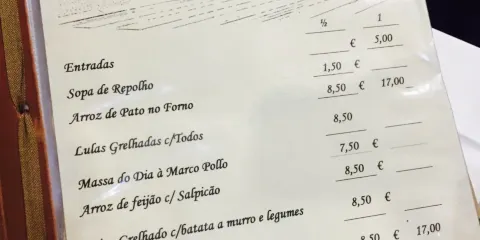 ½ 1
Entradas € 5,00
Sopa de Repolho 1,50 €
Arroz de Pato no Forno 8,50 € 17,00
Lulas Grelhadas c/Todos 8,50
Massa do Dia à Marco Pollo 7,50 €
Arroz de feijão c/ Salpicão 8,50 €
Grelhado c/batata a murro e legumes 8,50 €
8,50 € 17,00